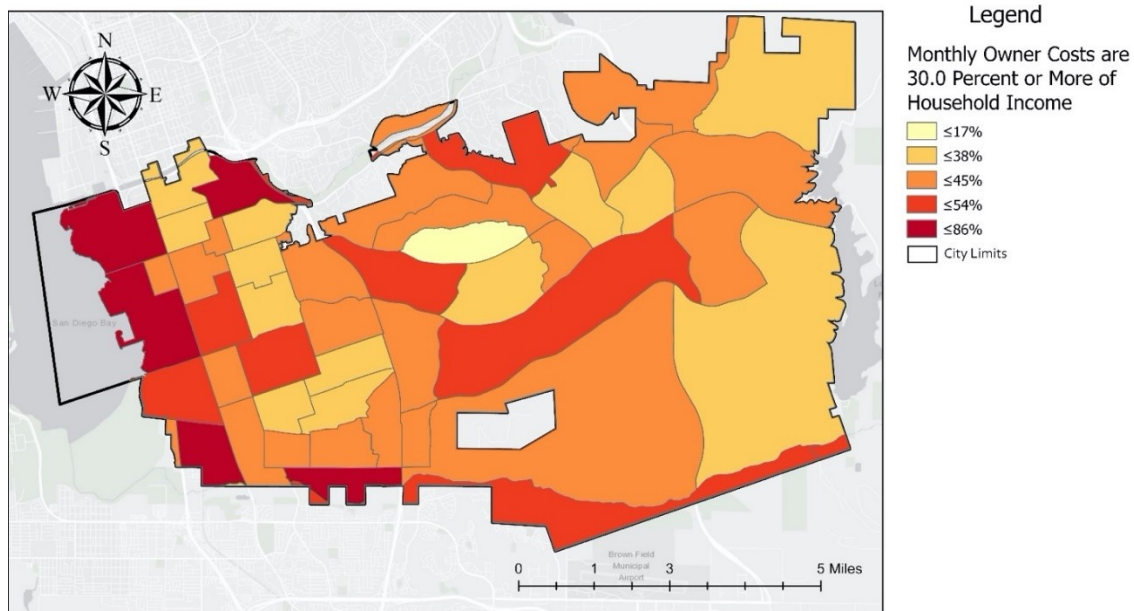 Legend
Monthly Owner Costs are
30.0 Percent or More of
Household Income
≤17%
≤38%
≤45%
≤54%
≤86%
City Limits
N
W
E
S
San Diego Bay
Brown Field
Municipal
Airport
0 1 3 5 Miles